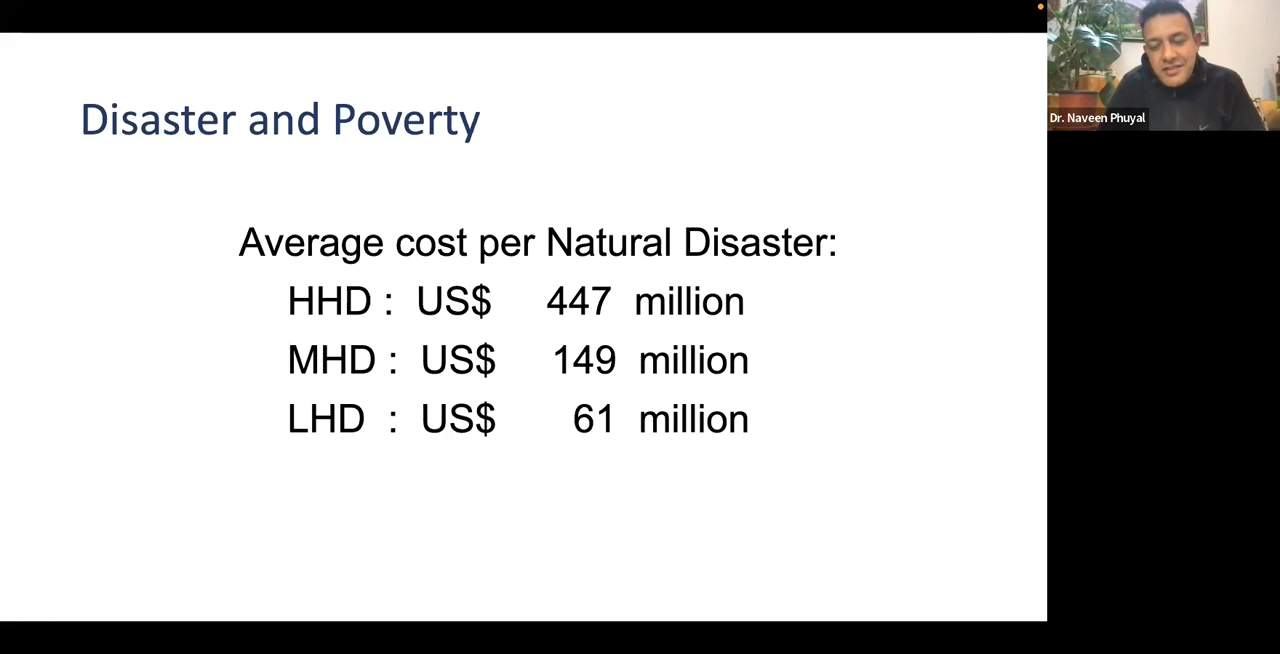 Disaster and Poverty
Average cost per Natural Disaster:
HHD : US$ 447 million
MHD : US$ 149 million
LHD : US$ 61 million
Dr. Naveen Phuyal